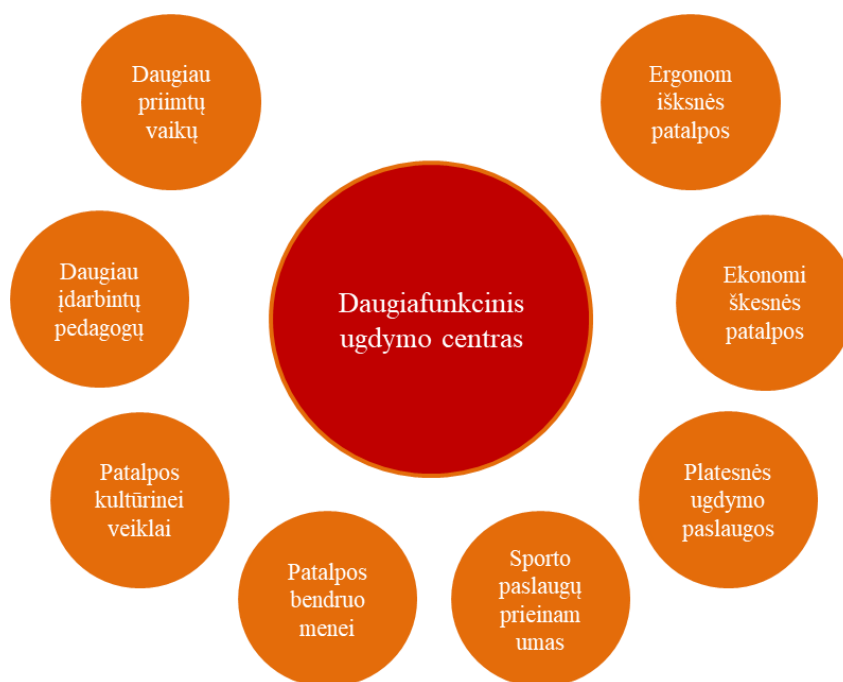 Daugiau
priimtų
vaikų
Ergonom
išksnės
patalpos
Daugiau
įdarbintų
pedagogų
Daugiafunkcinis
ugdymo centras
Ekonomi
škesnės
patalpos
Patalpos
kultūrinei
veiklai
Platesnės
ugdymo
paslaugos
Patalpos
bendruo
menei
Sporto
paslaugų
prieinam
umas